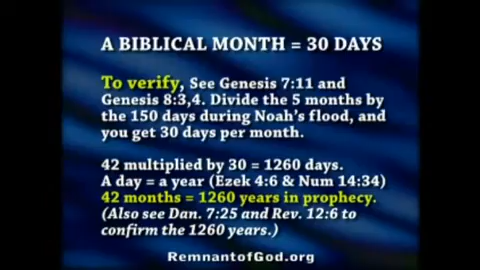 A BIBLICAL MONTH = 30 DAYS
To verify, See Genesis 7:11 and
Genesis 8:3,4. Divide the 5 months by
the 150 days during Noah's flood, and
you get 30 days per month.
42 multiplied by 30 = 1260 days.
A day = a year (Ezek 4:6 & Num 14:34)
42 months = 1260 years in prophecy.
(Also see Dan. 7:25 and Rev. 12:6 to
confirm the 1260 years.)
RemnantofGod.org